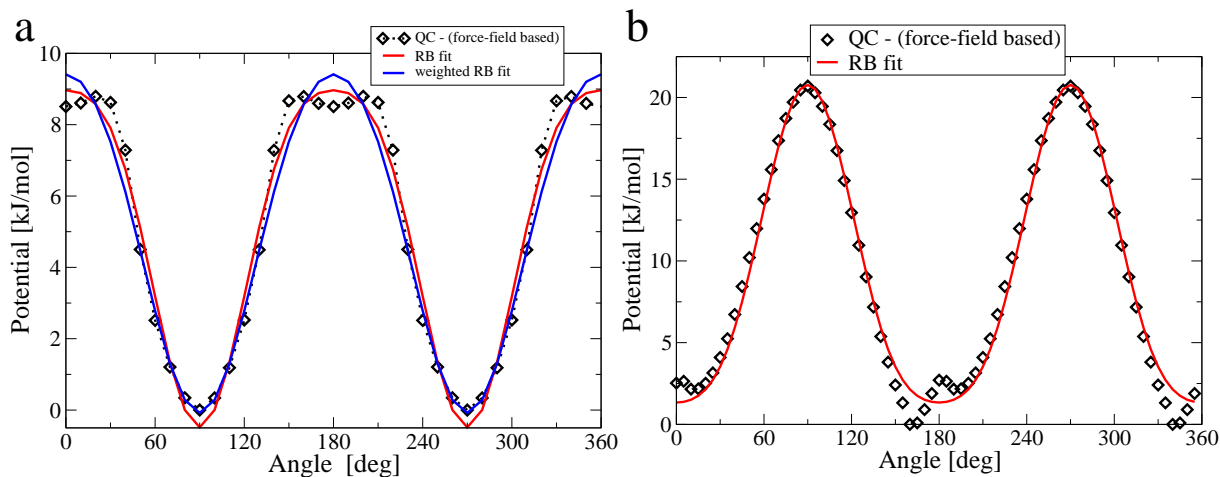 a
QC - (force-field based)
RB fit
weighted RB fit
Potential [kJ/mol]
10
8
6
4
2
0
0 60 120 180 240 300 360
Angle [deg]
b
QC - (force-field based)
RB fit
Potential [kJ/mol]
20
15
10
5
0
0 60 120 180 240 300 360
Angle [deg]